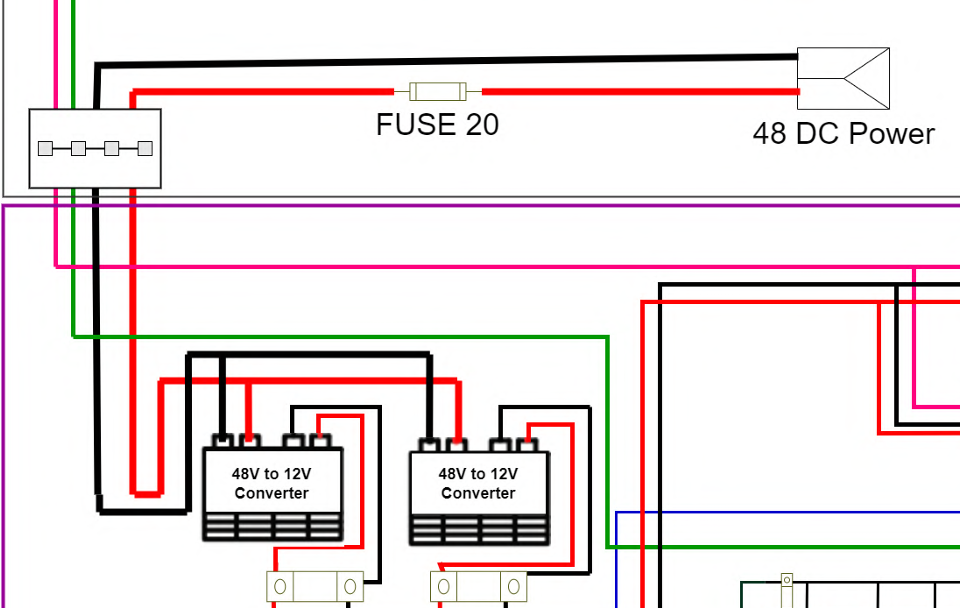 FUSE 20
48 DC Power
48V to 12V
Converter
48V to 12V
Converter